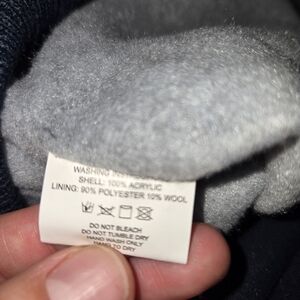 WASHING INSTRUCTIONS
SHELL: 100% ACRYLIC
LINING: 90% POLYESTER 10% WOOL
DO NOT BLEACH
DO NOT TUMBLE DRY
HAND WASH ONLY
HANG TO DRY